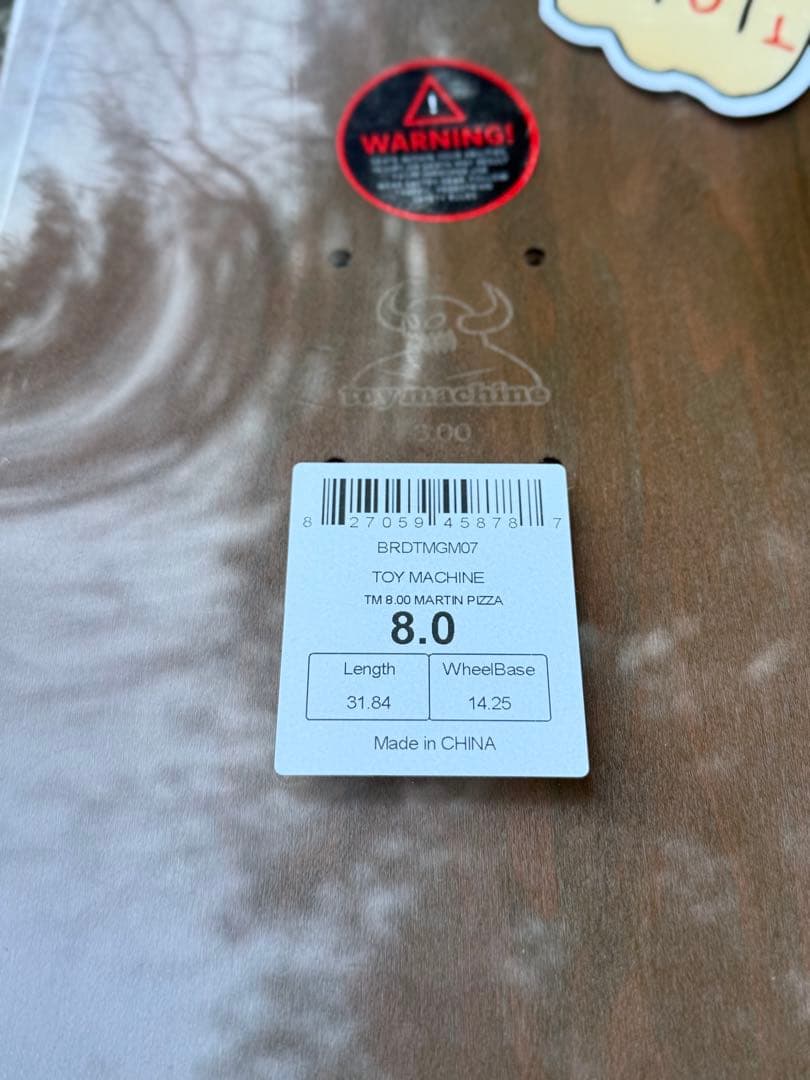 WARNING!
toy machine
8.00
8 27059 45878 7
BRDTMGM07
TOY MACHINE
TM 8.00 MARTIN PIZZA
8.0
Length WheelBase
31.84 14.25
Made in CHINA